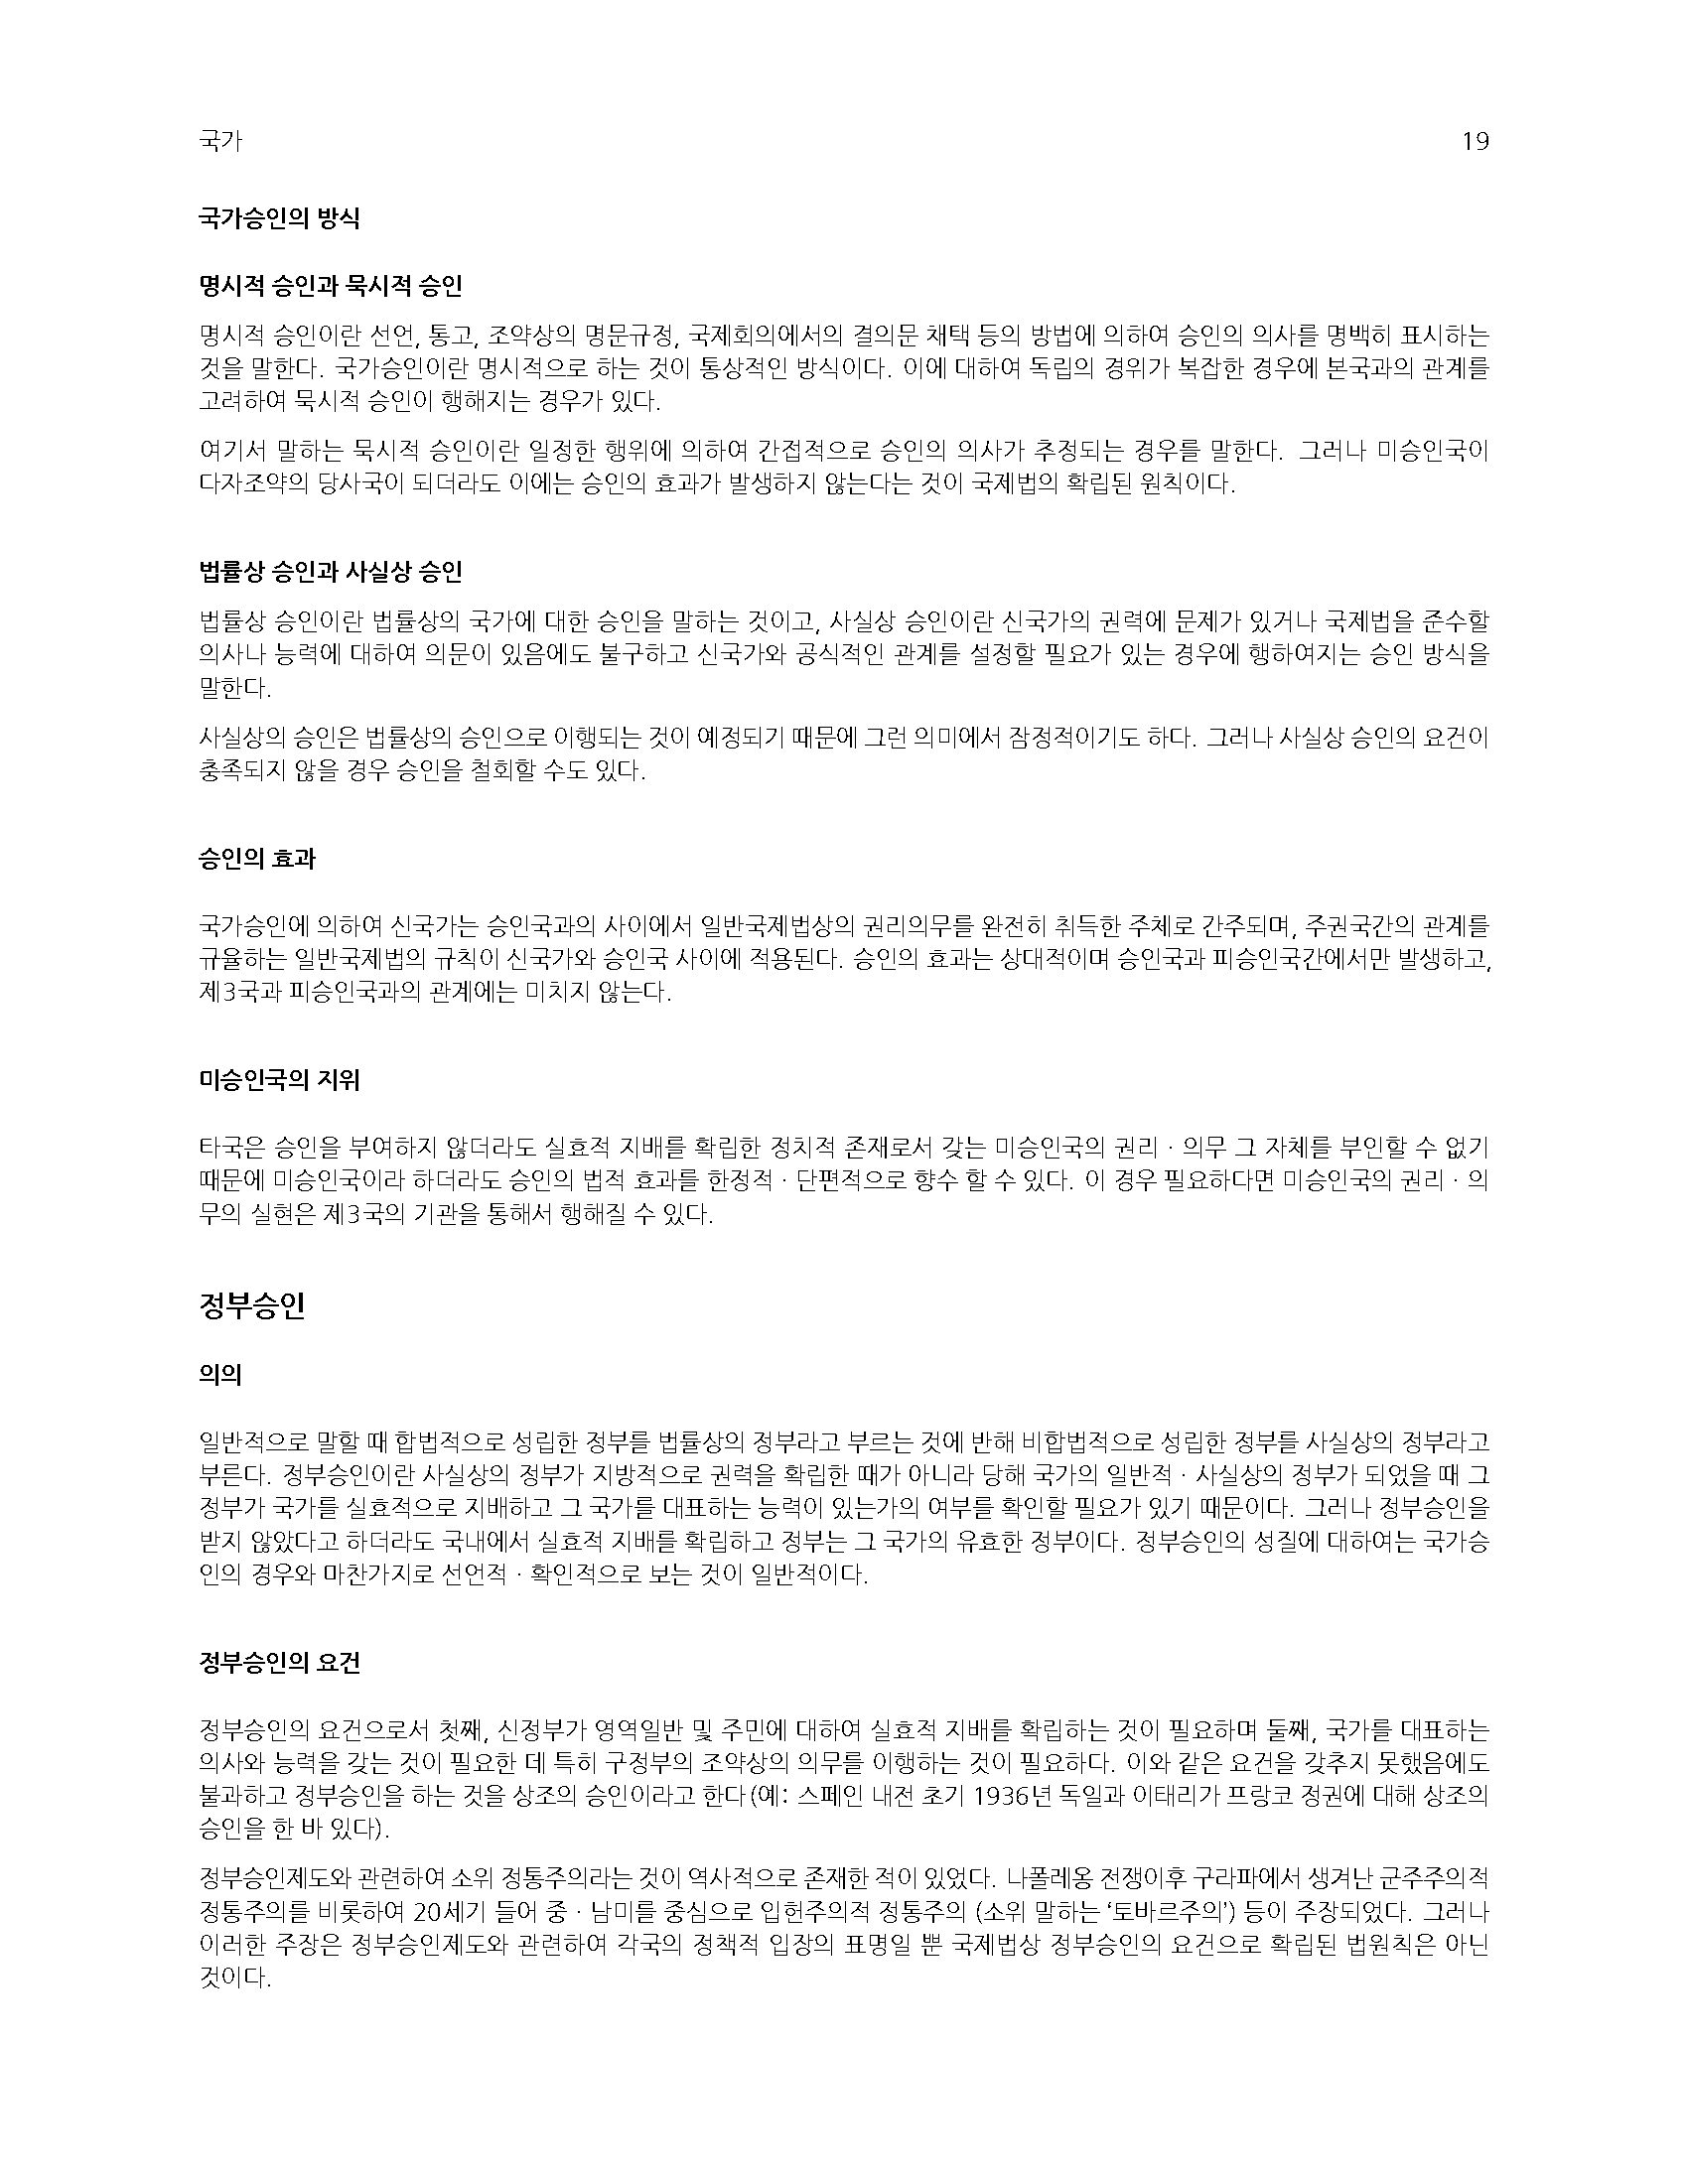 국가 19
국가승인의 방식
명시적 승인과 묵시적 승인
명시적 승인이란 선언, 통고, 조약상의 명문규정, 국제회의에서의 결의문 채택 등의 방법에 의하여 승인의 의사를 명백히 표시하는
것을 말한다. 국가승인이란 명시적으로 하는 것이 통상적인 방식이다. 이에 대하여 독립의 경위가 복잡한 경우에 본국과의 관계를
고려하여 묵시적 승인이 행해지는 경우가 있다.
여기서 말하는 묵시적 승인이란 일정한 행위에 의하여 간접적으로 승인의 의사가 추정되는 경우를 말한다. 그러나 미승인국이
다자조약의 당사국이 되더라도 이에는 승인의 효과가 발생하지 않는다는 것이 국제법의 확립된 원칙이다.
법률상 승인과 사실상 승인
법률상 승인이란 법률상의 국가에 대한 승인을 말하는 것이고, 사실상 승인이란 신국가의 권력에 문제가 있거나 국제법을 준수할
의사나 능력에 대하여 의문이 있음에도 불구하고 신국가와 공식적인 관계를 설정할 필요가 있는 경우에 행하여지는 승인 방식을
말한다.
사실상의 승인은 법률상의 승인으로 이행되는 것이 예정되기 때문에 그런 의미에서 잠정적이기도 하다. 그러나 사실상 승인의 요건이
충족되지 않을 경우 승인을 철회할 수도 있다.
승인의 효과
국가승인에 의하여 신국가는 승인국과의 사이에서 일반국제법상의 권리의무를 완전히 취득한 주체로 간주되며, 주권국간의 관계를
규율하는 일반국제법의 규칙이 신국가와 승인국 사이에 적용된다. 승인의 효과는 상대적이며 승인국과 피승인국간에서만 발생하고,
제3국과 피승인국과의 관계에는 미치지 않는다.
미승인국의 지위
타국은 승인을 부여하지 않더라도 실효적 지배를 확립한 정치적 존재로서 갖는 미승인국의 권리 · 의무 그 자체를 부인할 수 없기
때문에 미승인국이라 하더라도 승인의 법적 효과를 한정적 · 단편적으로 향수 할 수 있다. 이 경우 필요하다면 미승인국의 권리 · 의
무의 실현은 제3국의 기관을 통해서 행해질 수 있다.
정부승인
의의
일반적으로 말할 때 합법적으로 성립한 정부를 법률상의 정부라고 부르는 것에 반해 비합법적으로 성립한 정부를 사실상의 정부라고
부른다. 정부승인이란 사실상의 정부가 지방적으로 권력을 확립한 때가 아니라 당해 국가의 일반적 · 사실상의 정부가 되었을 때 그
정부가 국가를 실효적으로 지배하고 그 국가를 대표하는 능력이 있는가의 여부를 확인할 필요가 있기 때문이다. 그러나 정부승인을
받지 않았다고 하더라도 국내에서 실효적 지배를 확립하고 정부는 그 국가의 유효한 정부이다. 정부승인의 성질에 대하여는 국가승
인의 경우와 마찬가지로 선언적 · 확인적으로 보는 것이 일반적이다.
정부승인의 요건
정부승인의 요건으로서 첫째, 신정부가 영역일반 및 주민에 대하여 실효적 지배를 확립하는 것이 필요하며 둘째, 국가를 대표하는
의사와 능력을 갖는 것이 필요한 데 특히 구정부의 조약상의 의무를 이행하는 것이 필요하다. 이와 같은 요건을 갖추지 못했음에도
불과하고 정부승인을 하는 것을 상조의 승인이라고 한다(예: 스페인 내전 초기 1936년 독일과 이태리가 프랑코 정권에 대해 상조의
승인을 한 바 있다).
정부승인제도와 관련하여 소위 정통주의라는 것이 역사적으로 존재한 적이 있었다. 나폴레옹 전쟁이후 구라파에서 생겨난 군주주의적
정통주의를 비롯하여 20세기 들어 중 · 남미를 중심으로 입헌주의적 정통주의 (소위 말하는 ‘토바르주의’) 등이 주장되었다. 그러나
이러한 주장은 정부승인제도와 관련하여 각국의 정책적 입장의 표명일 뿐 국제법상 정부승인의 요건으로 확립된 법원칙은 아닌
것이다.